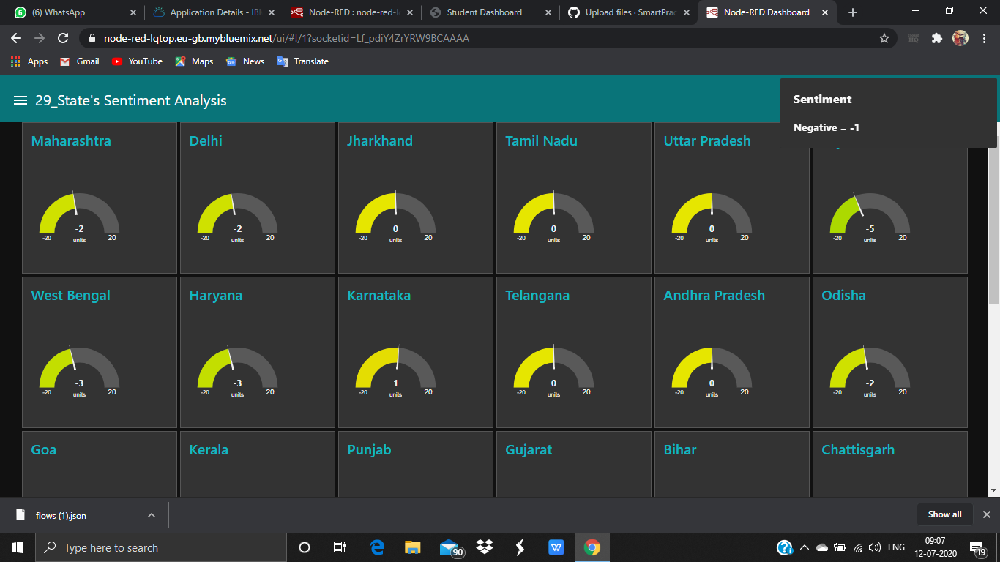 (6) WhatsApp
Application Details - IBM
Node-RED : node-red-l
Student Dashboard
Upload files · SmartPrac
Node-RED Dashboard
node-red-lqtop.eu-gb.mybluemix.net/ui/#!/1?socketid=Lf_pdiY4ZrYRW9BCAAAA
Apps
Gmail
YouTube
Maps
News
Translate
29_State's Sentiment Analysis
Sentiment
Negative = -1
Maharashtra
Delhi
Jharkhand
Tamil Nadu
Uttar Pradesh
-2
-20
units
20
-2
-20
units
20
0
-20
units
20
0
-20
units
20
0
-20
units
20
-5
-20
units
20
West Bengal
Haryana
Karnataka
Telangana
Andhra Pradesh
Odisha
-3
-20
units
20
-3
-20
units
20
1
-20
units
20
0
-20
units
20
0
-20
units
20
-2
-20
units
20
Goa
Kerala
Punjab
Gujarat
Bihar
Chattisgarh
flows (1).json
Show all
Type here to search
90
ENG
09:07
12-07-2020
19